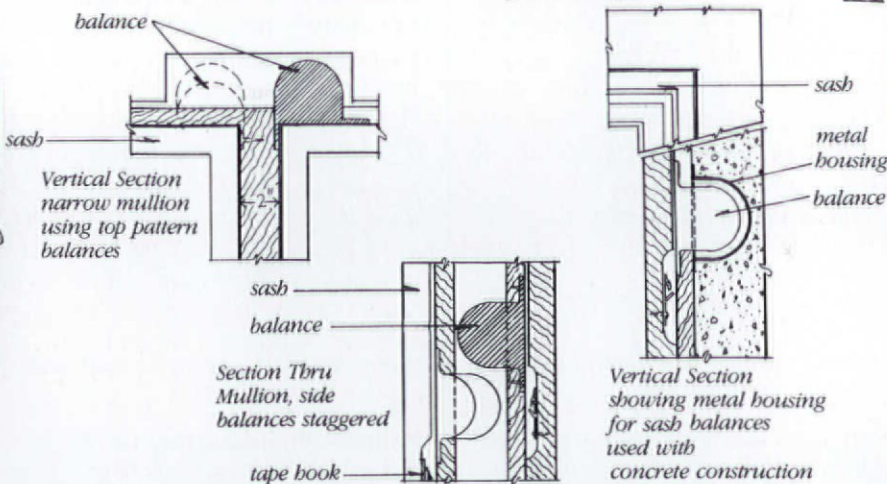 balance
sash
2"
Vertical Section
narrow mullion
using top pattern
balances
sash
balance
Section Thru
Mullion, side
balances staggered
tape hook
sash
metal
housing
balance
Vertical Section
showing metal housing
for sash balances
used with
concrete construction